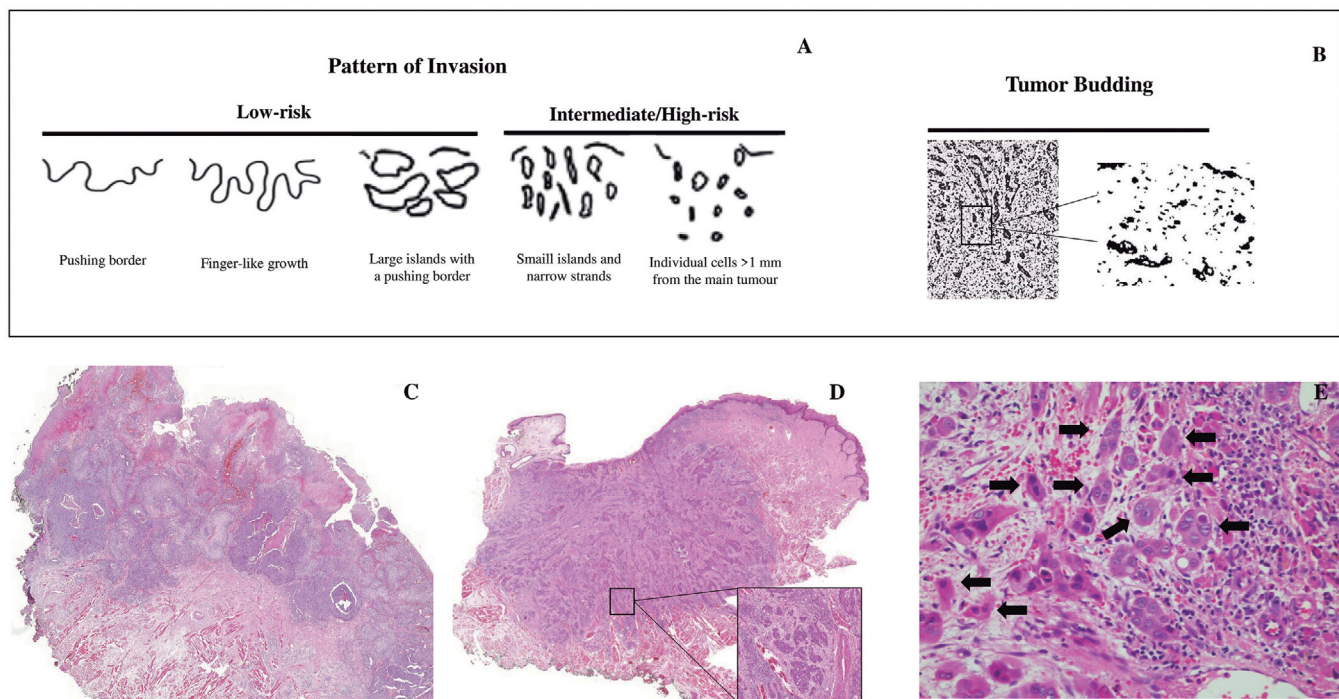 A
Pattern of Invasion
Low-risk
Intermediate/High-risk
Pushing border
Finger-like growth
Large islands with
a pushing border
Smaill islands and
narrow strands
Individual cells >1 mm
from the main tumour
B
Tumor Budding
C
D
E